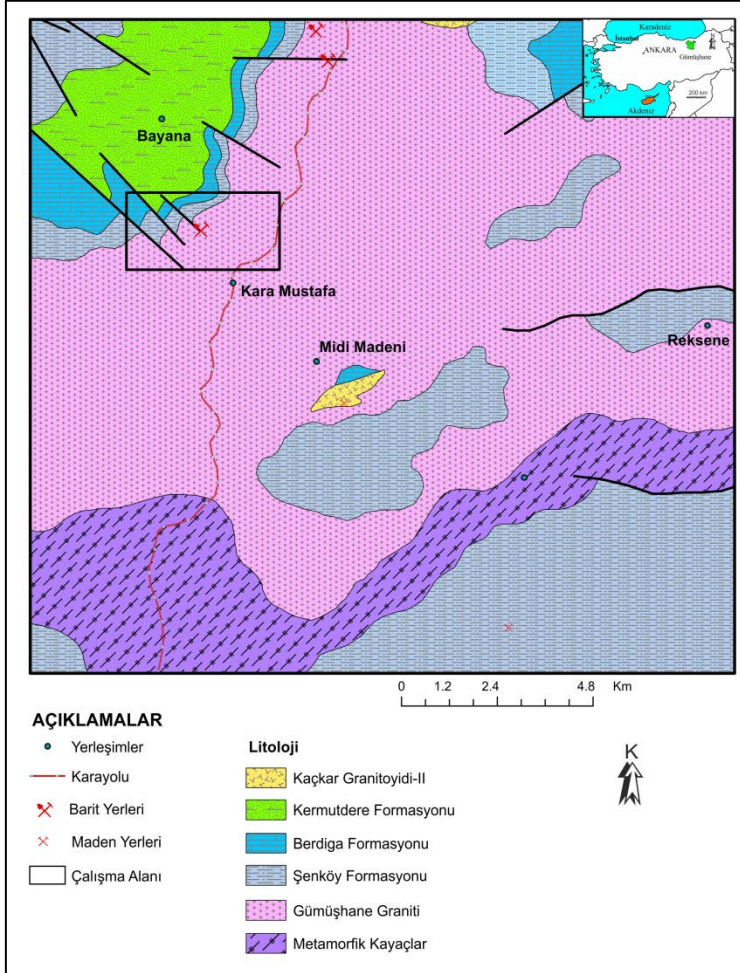 Karadeniz
İstanbul
ANKARA
Gümüşhane
200 km
Akdeniz
Bayana
Kara Mustafa
Midi Madeni
Reksene
0 1.2 2.4 4.8 Km
AÇIKLAMALAR
Yerleşimler
Karayolu
Barit Yerleri
Maden Yerleri
Çalışma Alanı
Litoloji
Kaçkar Granitoyidi-II
Kermutdere Formasyonu
Berdiga Formasyonu
Şenköy Formasyonu
Gümüşhane Graniti
Metamorfik Kayaçlar
K